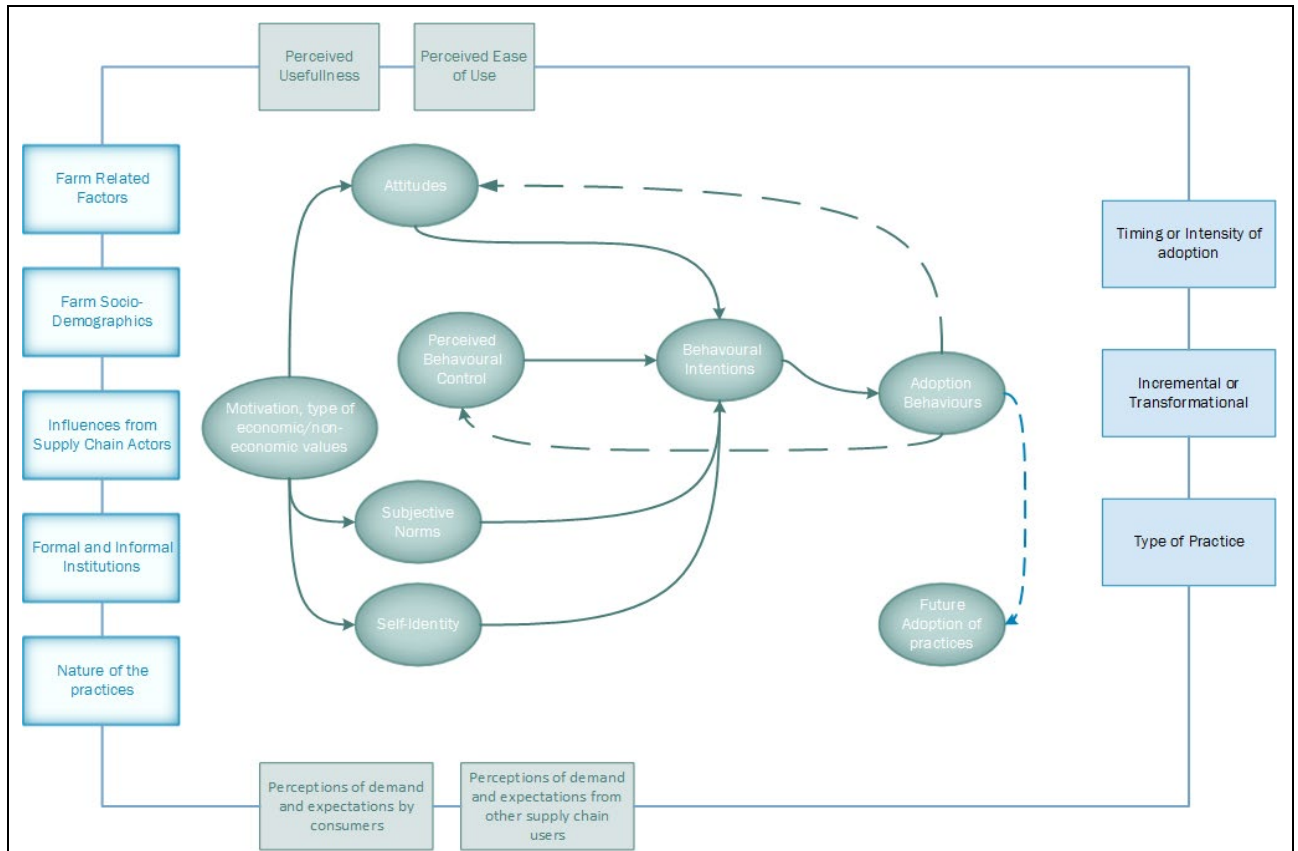 Perceived
Usefullness
Perceived Ease
of Use
Farm Related
Factors
Farm Socio-
Demographics
Influences from
Supply Chain Actors
Formal and Informal
Institutions
Nature of the
practices
Attitudes
Perceived
Behavoural
Control
Behavoural
Intentions
Adoption
Behaviours
Motivation, type of
economic/non-
economic values
Subjective
Norms
Self-Identity
Future
Adoption of
practices
Timing or Intensity of
adoption
Incremental or
Transformational
Type of Practice
Perceptions of demand
and expectations by
consumers
Perceptions of demand
and expectations from
other supply chain
users